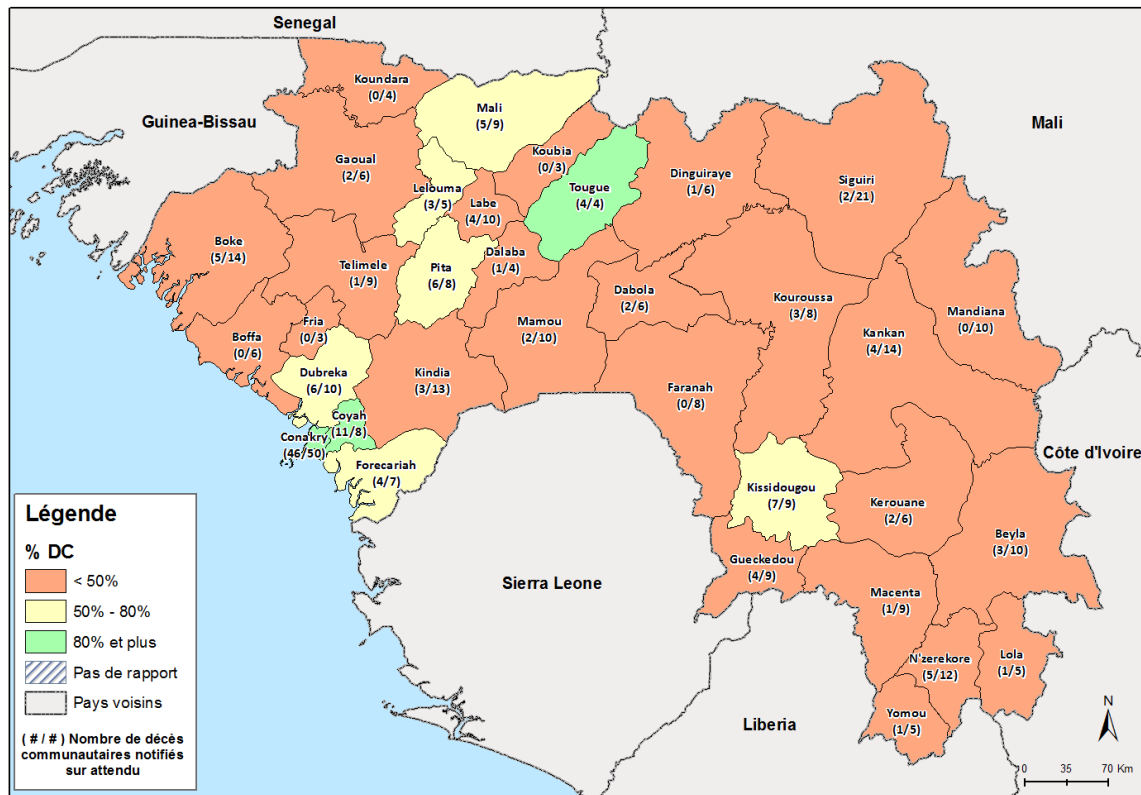 Senegal
Koundara
(0/4)
Mali
(5/9)
Guinea-Bissau
Mali
Gaoual
(2/6)
Koubia
(0/3)
Lelouma
(3/5)
Labe
(4/10)
Tougue
(4/4)
Dinguiraye
(1/6)
Siguiri
(2/21)
Boke
(5/14)
Telimele
(1/9)
Pita
(6/8)
Dalaba
(1/4)
Dabola
(2/6)
Kouroussa
(3/8)
Mandiana
(0/10)
Boffa
(0/6)
Fria
(0/3)
Mamou
(2/10)
Kankan
(4/14)
Dubreka
(6/10)
Kindia
(3/13)
Faranah
(0/8)
Coyah
(11/8)
Conakry
(46/50)
Forecariah
(4/7)
Côte d'Ivoire
Kissidougou
(7/9)
Kerouane
(2/6)
Beyla
(3/10)
Gueckedou
(4/9)
Sierra Leone
Macenta
(1/9)
N'zerekore
(5/12)
Lola
(1/5)
Yomou
(1/5)
Liberia
Légende
% DC
< 50%
50% - 80%
80% et plus
Pas de rapport
Pays voisins
( # / # ) Nombre de décès
communautaires notifiés
sur attendu
N
0 35 70 Km